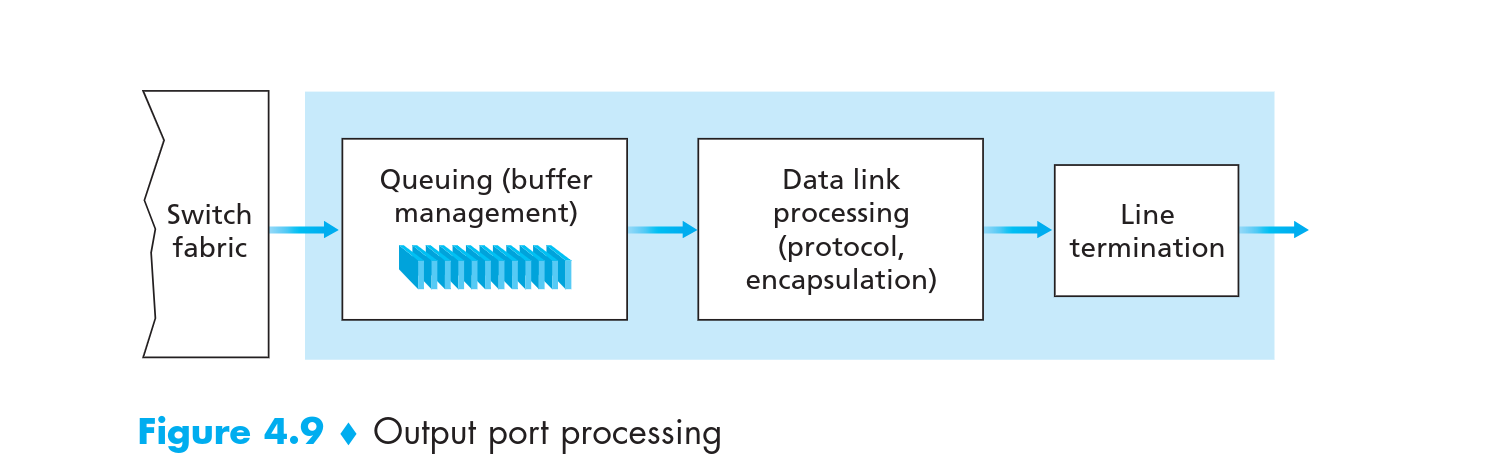 Switch
fabric
Queuing (buffer
management)
Data link
processing
(protocol,
encapsulation)
Line
termination
Figure 4.9 ♦ Output port processing